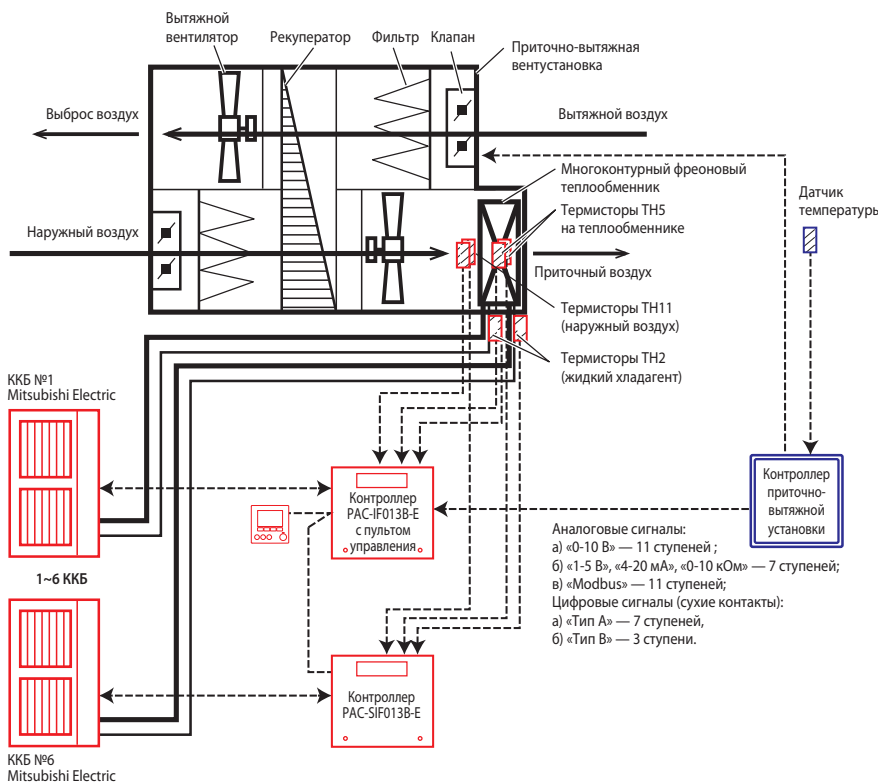 Вытяжной
вентилятор
Рекуператор
Фильтр
Клапан
Приточно-вытяжная
вентустановка
Выброс воздух
Вытяжной воздух
Многоконтурный фреоновый
теплообменник
Датчик
температуры
Термисторы TH5
на теплообменнике
Наружный воздух
Приточный воздух
Термисторы TH11
(наружный воздух)
Термисторы TH2
(жидкий хладагент)
ККБ №1
Mitsubishi Electric
Контроллер
PAC-IF013B-E
с пультом
управления
Контроллер
приточно-
вытяжной
установки
Аналоговые сигналы:
а) «0-10 В» — 11 ступеней ;
б) «1-5 В», «4-20 мА», «0-10 кОм» — 7 ступеней;
в) «Modbus» — 11 ступеней;
Цифровые сигналы (сухие контакты):
а) «Тип А» — 7 ступеней,
б) «Тип В» — 3 ступени.
1~6 ККБ
Контроллер
PAC-SIF013B-E
ККБ №6
Mitsubishi Electric